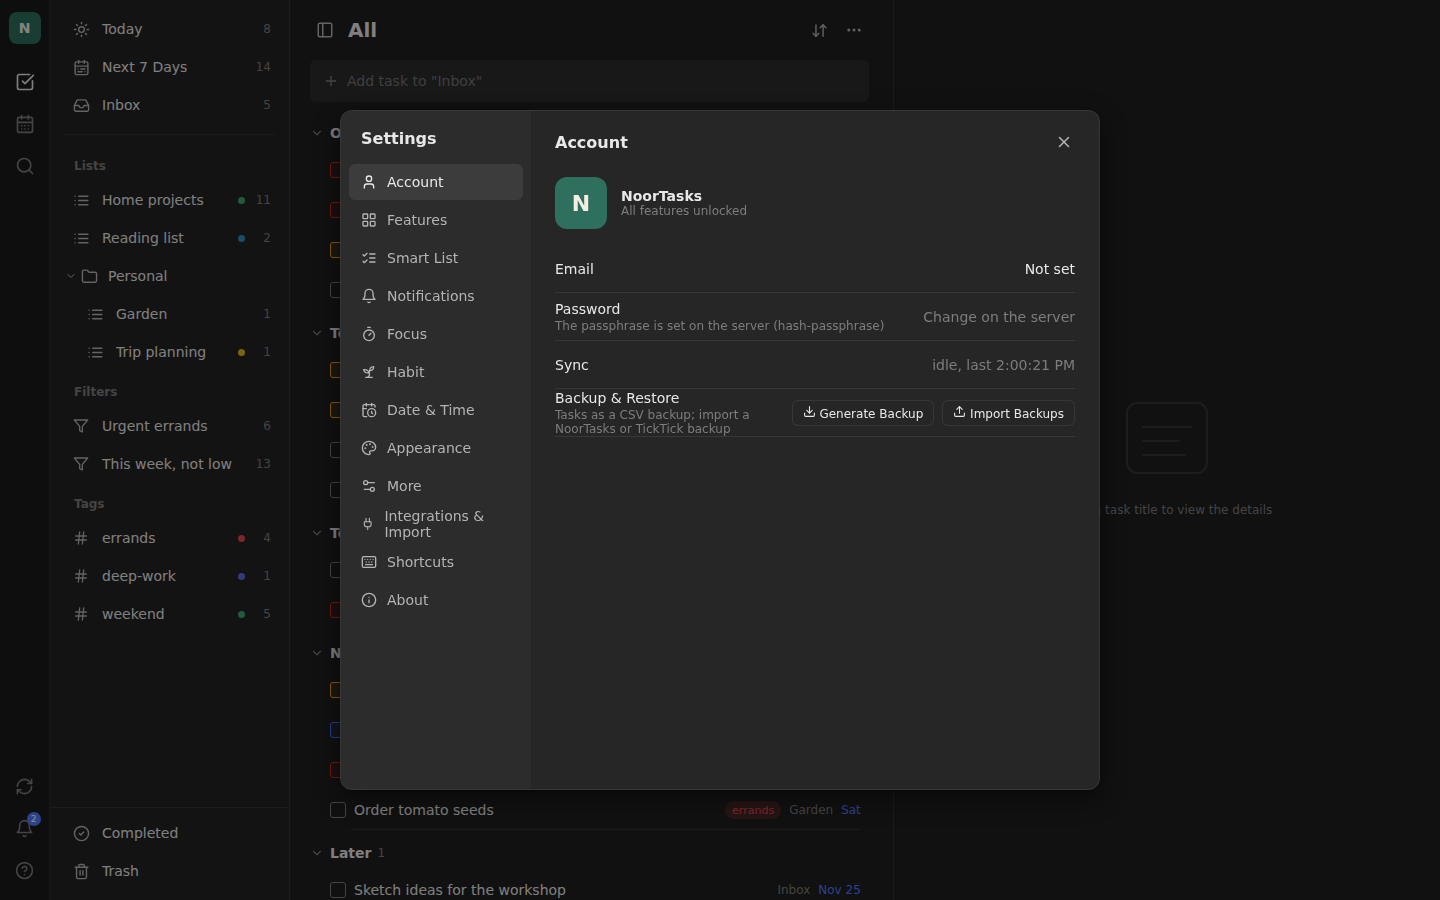 N
Today 8
Next 7 Days 14
Inbox 5
Lists
Home projects 11
Reading list 2
Personal
Garden 1
Trip planning 1
Filters
Urgent errands 6
This week, not low 13
Tags
errands 4
deep-work 1
weekend 5
2
Completed
Trash
All
Add task to "Inbox"
Order tomato seeds errands Garden Sat
Later 1
Sketch ideas for the workshop Inbox Nov 25
task title to view the details
Settings
Account
Features
Smart List
Notifications
Focus
Habit
Date & Time
Appearance
More
Integrations &
Import
Shortcuts
About
Account
N
NoorTasks
All features unlocked
Email Not set
Password
The passphrase is set on the server (hash-passphrase)
Change on the server
Sync idle, last 2:00:21 PM
Backup & Restore
Tasks as a CSV backup; import a
NoorTasks or TickTick backup
Generate Backup
Import Backups